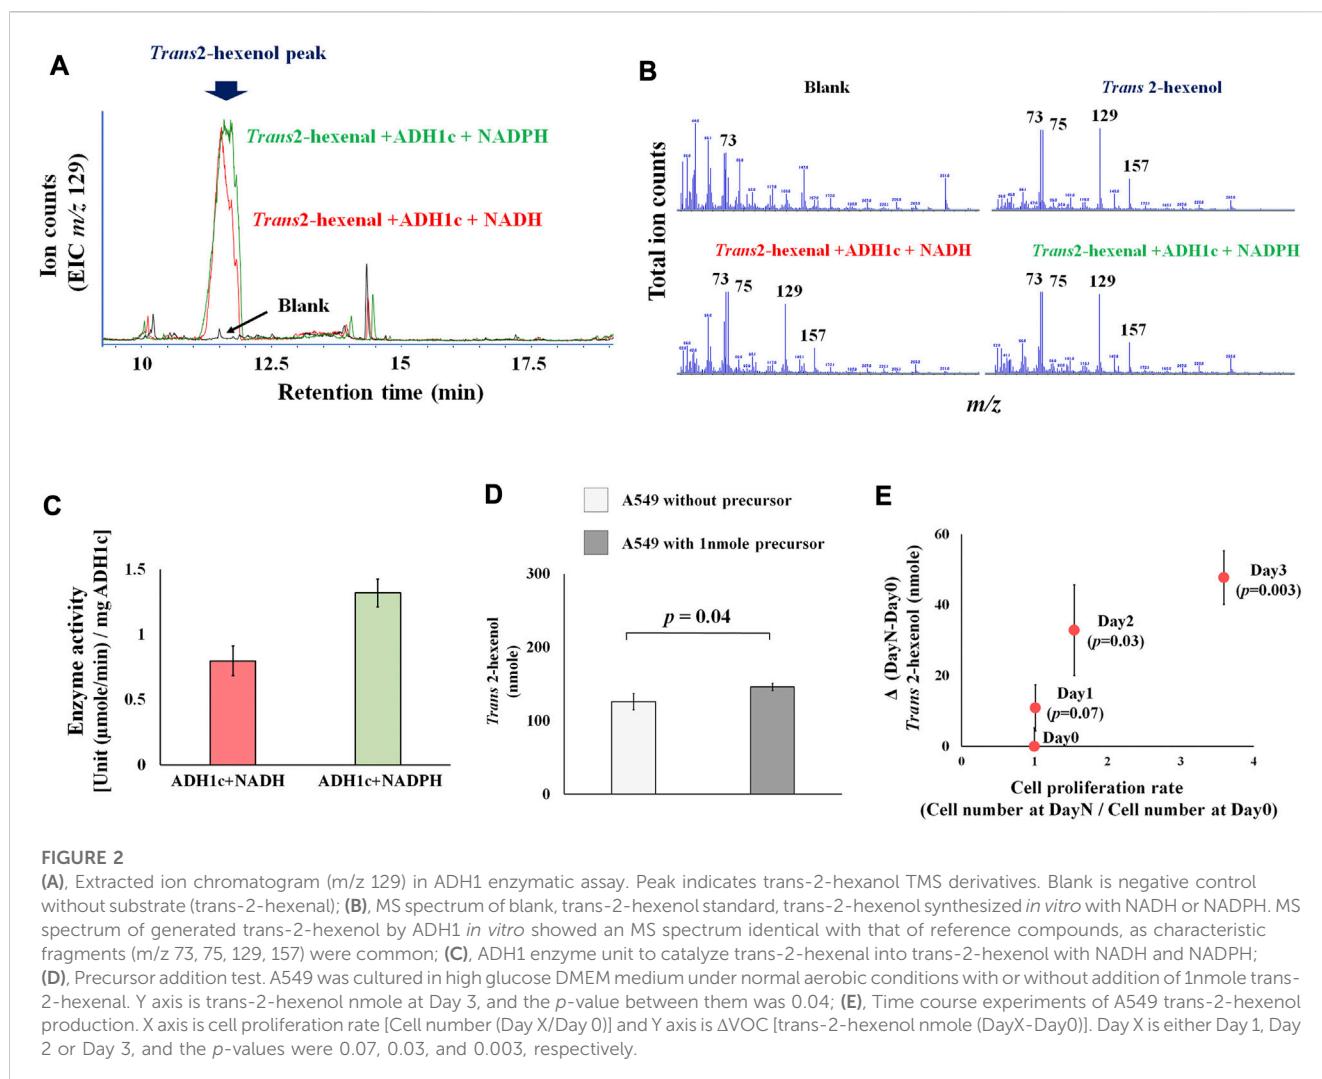 A
Trans2-hexenol peak
Trans2-hexenal +ADH1c + NADPH
Trans2-hexenal +ADH1c + NADH
Blank
Ion counts
(EIC m/z 129)
10
12.5
15
17.5
Retention time (min)
B
Blank
Trans 2-hexenol
73
73
75
129
157
Trans2-hexenal +ADH1c + NADH
Trans2-hexenal +ADH1c + NADPH
73
75
129
157
73
75
129
157
Total ion counts
m/z
C
Enzyme activity
[Unit (μmole/min) / mg ADH1c]
1.5
1
0.5
0
ADH1c+NADH
ADH1c+NADPH
D
A549 without precursor
A549 with 1nmole precursor
Trans 2-hexenol
(nmole)
300
200
100
0
p = 0.04
E
Δ (DayN-Day0)
Trans 2-hexenol (nmole)
60
40
20
0
Day3
(p=0.003)
Day2
(p=0.03)
Day1
(p=0.07)
Day0
0
1
2
3
4
Cell proliferation rate
(Cell number at DayN / Cell number at Day0)
FIGURE 2
(A), Extracted ion chromatogram (m/z 129) in ADH1 enzymatic assay. Peak indicates trans-2-hexanol TMS derivatives. Blank is negative control
without substrate (trans-2-hexenal); (B), MS spectrum of blank, trans-2-hexenol standard, trans-2-hexenol synthesized in vitro with NADH or NADPH. MS
spectrum of generated trans-2-hexenol by ADH1 in vitro showed an MS spectrum identical with that of reference compounds, as characteristic
fragments (m/z 73, 75, 129, 157) were common; (C), ADH1 enzyme unit to catalyze trans-2-hexenal into trans-2-hexenol with NADH and NADPH;
(D), Precursor addition test. A549 was cultured in high glucose DMEM medium under normal aerobic conditions with or without addition of 1nmole trans-
2-hexenal. Y axis is trans-2-hexenol nmole at Day 3, and the p-value between them was 0.04; (E), Time course experiments of A549 trans-2-hexenol
production. X axis is cell proliferation rate [Cell number (Day X/Day 0)] and Y axis is ΔVOC [trans-2-hexenol nmole (DayX-Day0)]. Day X is either Day 1, Day
2 or Day 3, and the p-values were 0.07, 0.03, and 0.003, respectively.